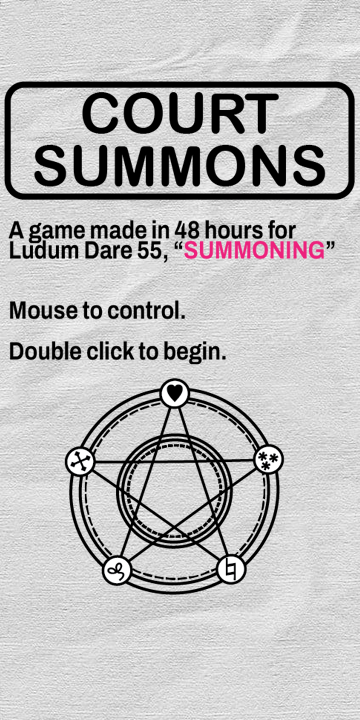 COURT
SUMMONS
A game made in 48 hours for
Ludum Dare 55, “SUMMONING”
Mouse to control.
Double click to begin.